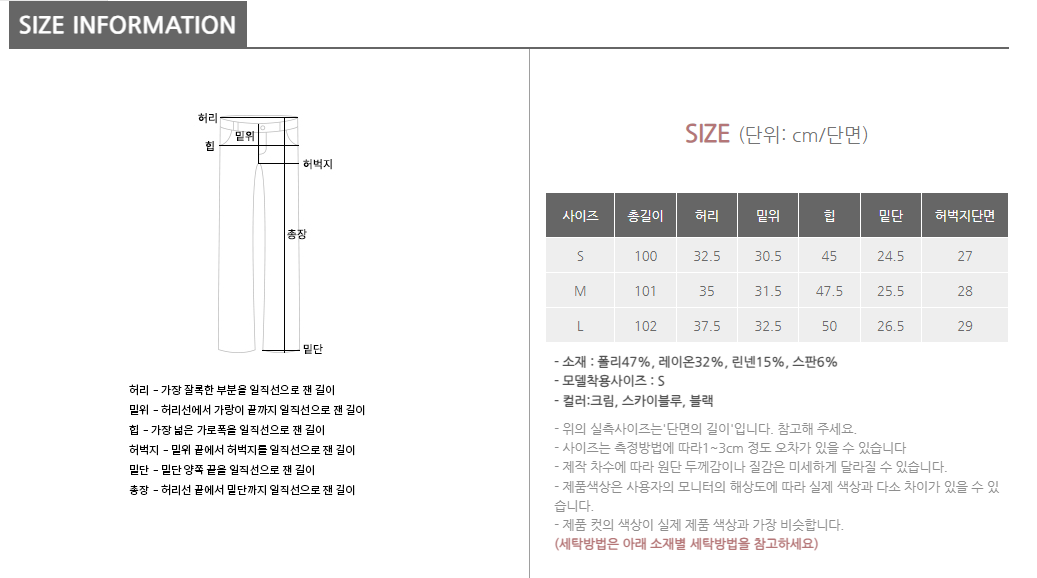 SIZE INFORMATION
허리
밑위
힙
허벅지
총장
밑단
허리 - 가장 잘록한 부분을 일직선으로 잰 길이
밑위 - 허리선에서 가랑이 끝까지 일직선으로 잰 길이
힙 - 가장 넓은 가로폭을 일직선으로 잰 길이
허벅지 - 밑위 끝에서 허벅지를 일직선으로 잰 길이
밑단 - 밑단 양쪽 끝을 일직선으로 잰 길이
총장 - 허리선 끝에서 밑단까지 일직선으로 잰 길이
SIZE (단위: cm/단면)
사이즈 총길이 허리 밑위 힙 밑단 허벅지단면
S 100 32.5 30.5 45 24.5 27
M 101 35 31.5 47.5 25.5 28
L 102 37.5 32.5 50 26.5 29
- 소재 : 폴리47%, 레이온32%, 린넨15%, 스판6%
- 모델착용사이즈 : S
- 컬러:크림, 스카이블루, 블랙
- 위의 실측사이즈는'단면의 길이'입니다. 참고해 주세요.
- 사이즈는 측정방법에 따라1~3cm 정도 오차가 있을 수 있습니다
- 제작 차수에 따라 원단 두께감이나 질감은 미세하게 달라질 수 있습니다.
- 제품색상은 사용자의 모니터의 해상도에 따라 실제 색상과 다소 차이가 있을 수 있
습니다.
- 제품 컷의 색상이 실제 제품 색상과 가장 비슷합니다.
(세탁방법은 아래 소재별 세탁방법을 참고하세요)